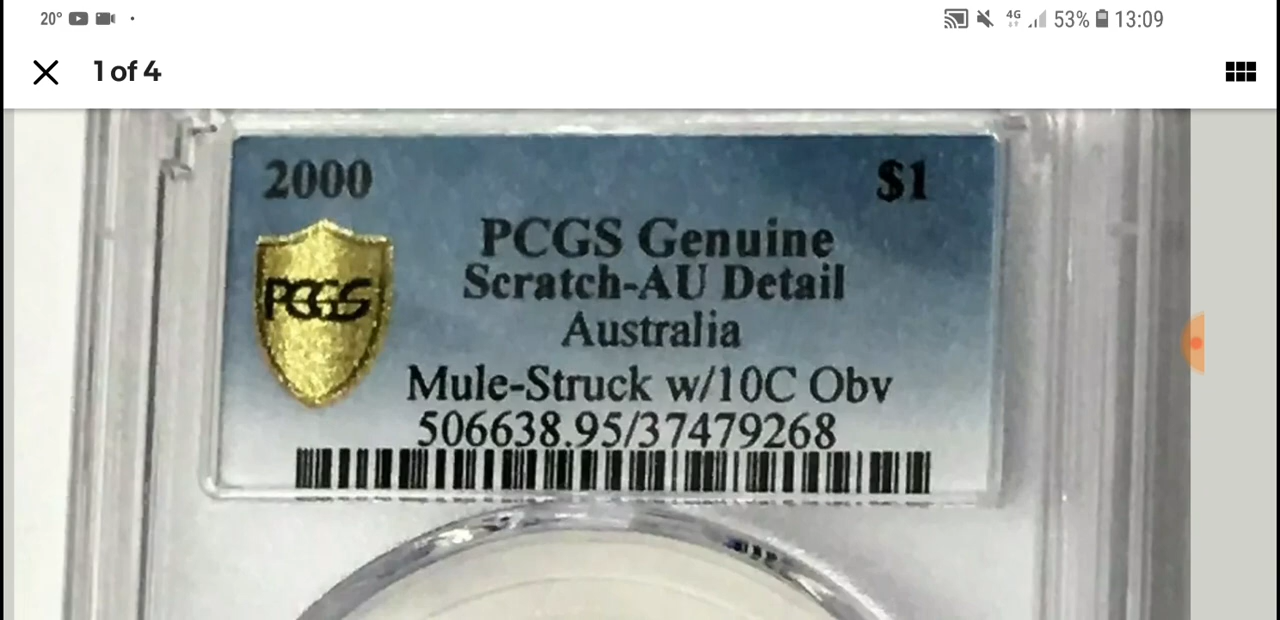 20°
4G 53% 13:09
1 of 4
2000 $1
PCGS Genuine
Scratch-AU Detail
PCGS
Australia
Mule-Struck w/10C Obv
506638.95/37479268